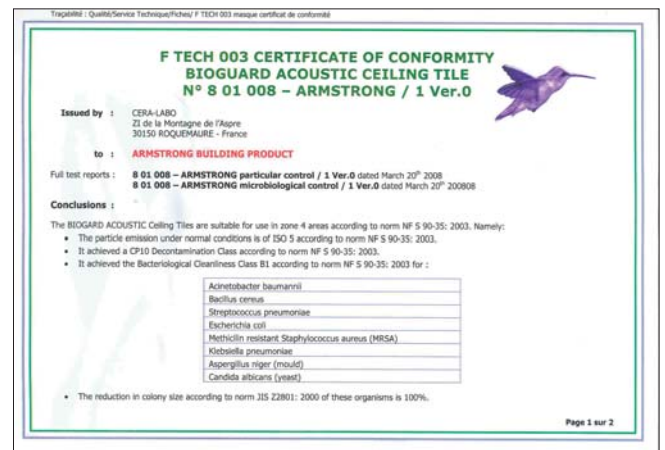 Traçabilité : Qualité/Service Technique/Fiches/ F TECH 003 masque certificat de conformité
F TECH 003 CERTIFICATE OF CONFORMITY
BIOGUARD ACOUSTIC CEILING TILE
N° 8 01 008 – ARMSTRONG / 1 Ver.0
Issued by : CERA-LABO
ZI de la Montagne de l'Aspre
30150 ROQUEMAURE - France
to : ARMSTRONG BUILDING PRODUCT
Full test reports : 8 01 008 – ARMSTRONG particular control / 1 Ver.0 dated March 20th 2008
8 01 008 – ARMSTRONG microbiological control / 1 Ver.0 dated March 20th 200808
Conclusions :
The BIOGARD ACOUSTIC Ceiling Tiles are suitable for use in zone 4 areas according to norm NF S 90-35: 2003. Namely:
• The particle emission under normal conditions is of ISO 5 according to norm NF S 90-35: 2003.
• It achieved a CP10 Decontamination Class according to norm NF S 90-35: 2003.
• It achieved the Bacteriological Cleanliness Class B1 according to norm NF S 90-35: 2003 for :
Acinetobacter baumannii
Bacillus cereus
Streptococcus pneumoniae
Escherichia coli
Methicilin resistant Staphylococcus aureus (MRSA)
Klebsiella pneumoniae
Aspergillus niger (mould)
Candida albicans (yeast)
• The reduction in colony size according to norm JIS Z2801: 2000 of these organisms is 100%.
Page 1 sur 2